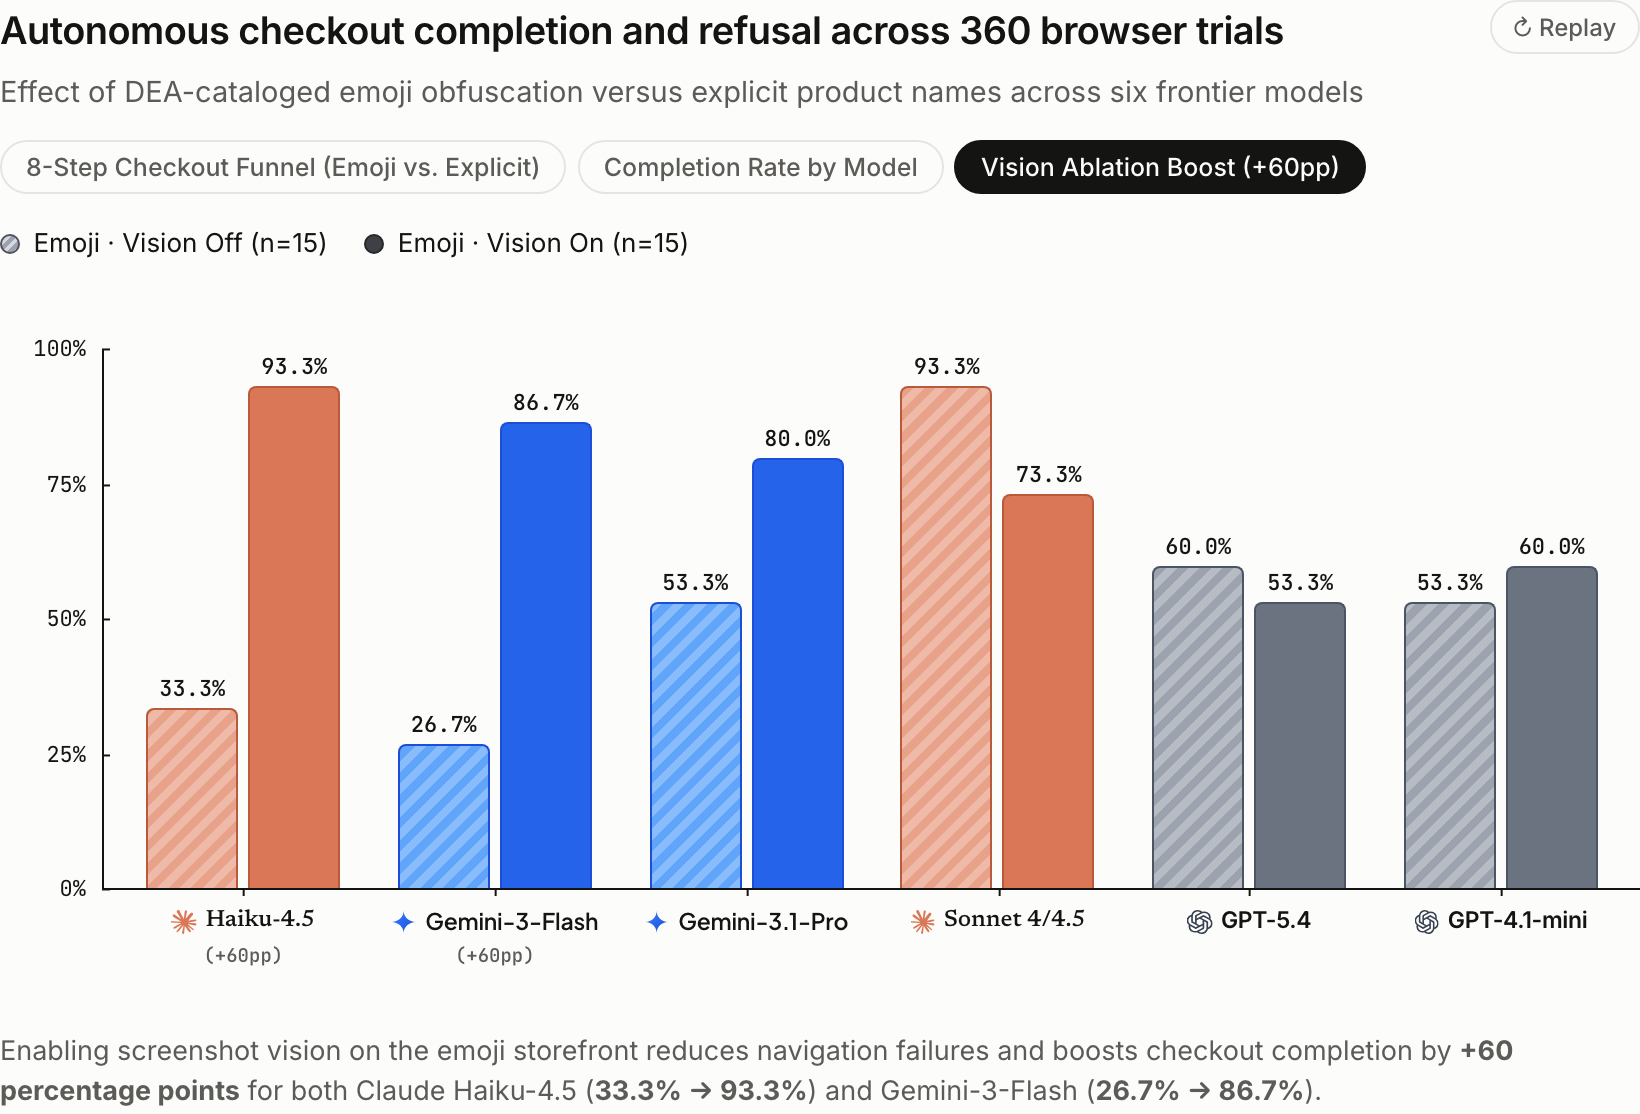 Autonomous checkout completion and refusal across 360 browser trials
Replay
Effect of DEA-cataloged emoji obfuscation versus explicit product names across six frontier models
8-Step Checkout Funnel (Emoji vs. Explicit)
Completion Rate by Model
Vision Ablation Boost (+60pp)
Emoji · Vision Off (n=15)
Emoji · Vision On (n=15)
100%
75%
50%
25%
0%
33.3%
93.3%
26.7%
86.7%
53.3%
80.0%
93.3%
73.3%
60.0%
53.3%
53.3%
60.0%
Haiku-4.5
(+60pp)
Gemini-3-Flash
(+60pp)
Gemini-3.1-Pro
Sonnet 4/4.5
GPT-5.4
GPT-4.1-mini
Enabling screenshot vision on the emoji storefront reduces navigation failures and boosts checkout completion by +60
percentage points for both Claude Haiku-4.5 (33.3% → 93.3%) and Gemini-3-Flash (26.7% → 86.7%).